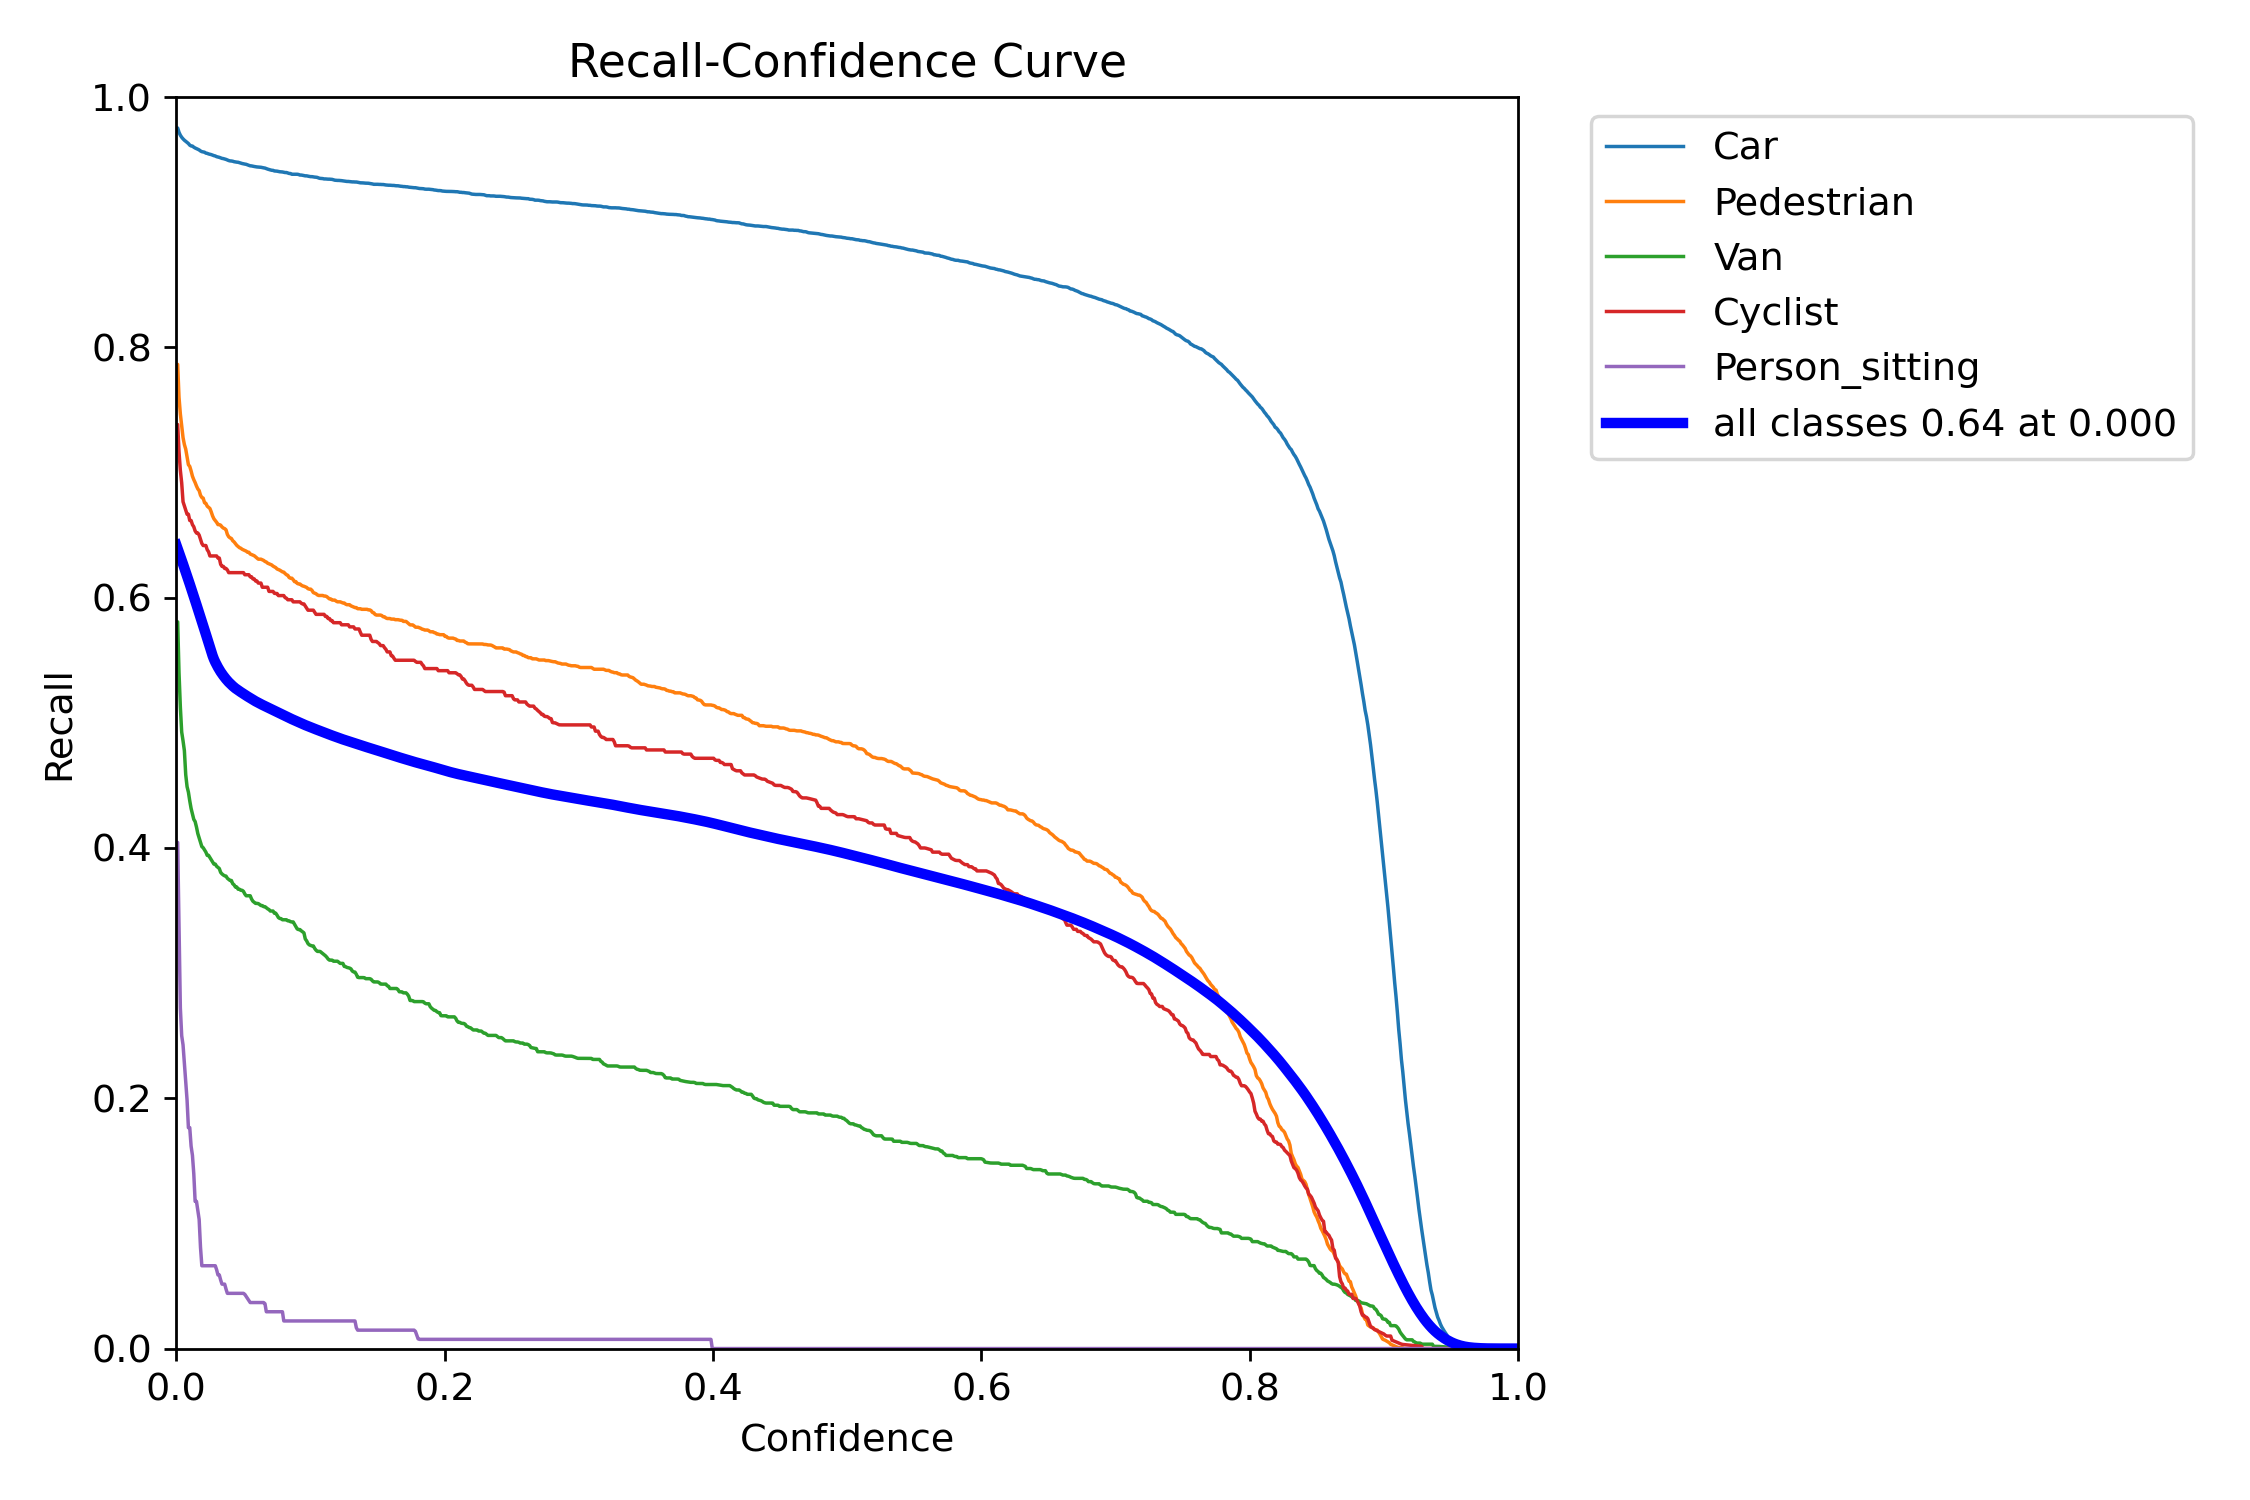 Recall-Confidence Curve
1.0
0.8
0.6
0.4
0.2
0.0
Recall
0.0 0.2 0.4 0.6 0.8 1.0
Confidence
Car
Pedestrian
Van
Cyclist
Person_sitting
all classes 0.64 at 0.000